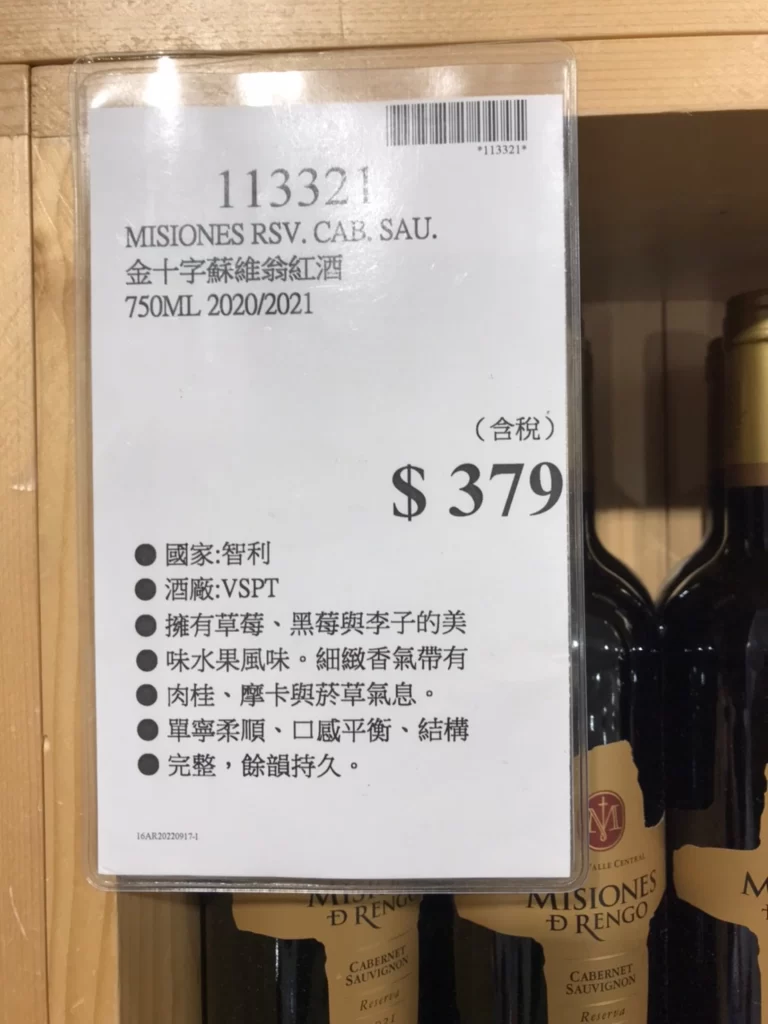 *113321*
113321
MISIONES RSV. CAB. SAU.
金十字蘇維翁紅酒
750ML 2020/2021
（含稅）
$ 379
● 國家:智利
● 酒廠:VSPT
● 擁有草莓、黑莓與李子的美
● 味水果風味。細緻香氣帶有
● 肉桂、摩卡與菸草氣息。
● 單寧柔順、口感平衡、結構
● 完整，餘韻持久。
16AR20220917-1
M
VALLE CENTRAL
MISIONES
D RENGO
CABERNET
SAUVIGNON
Reserva
MIS
D RENGO
CABERNET
SAUVIGNON
Reserva
M